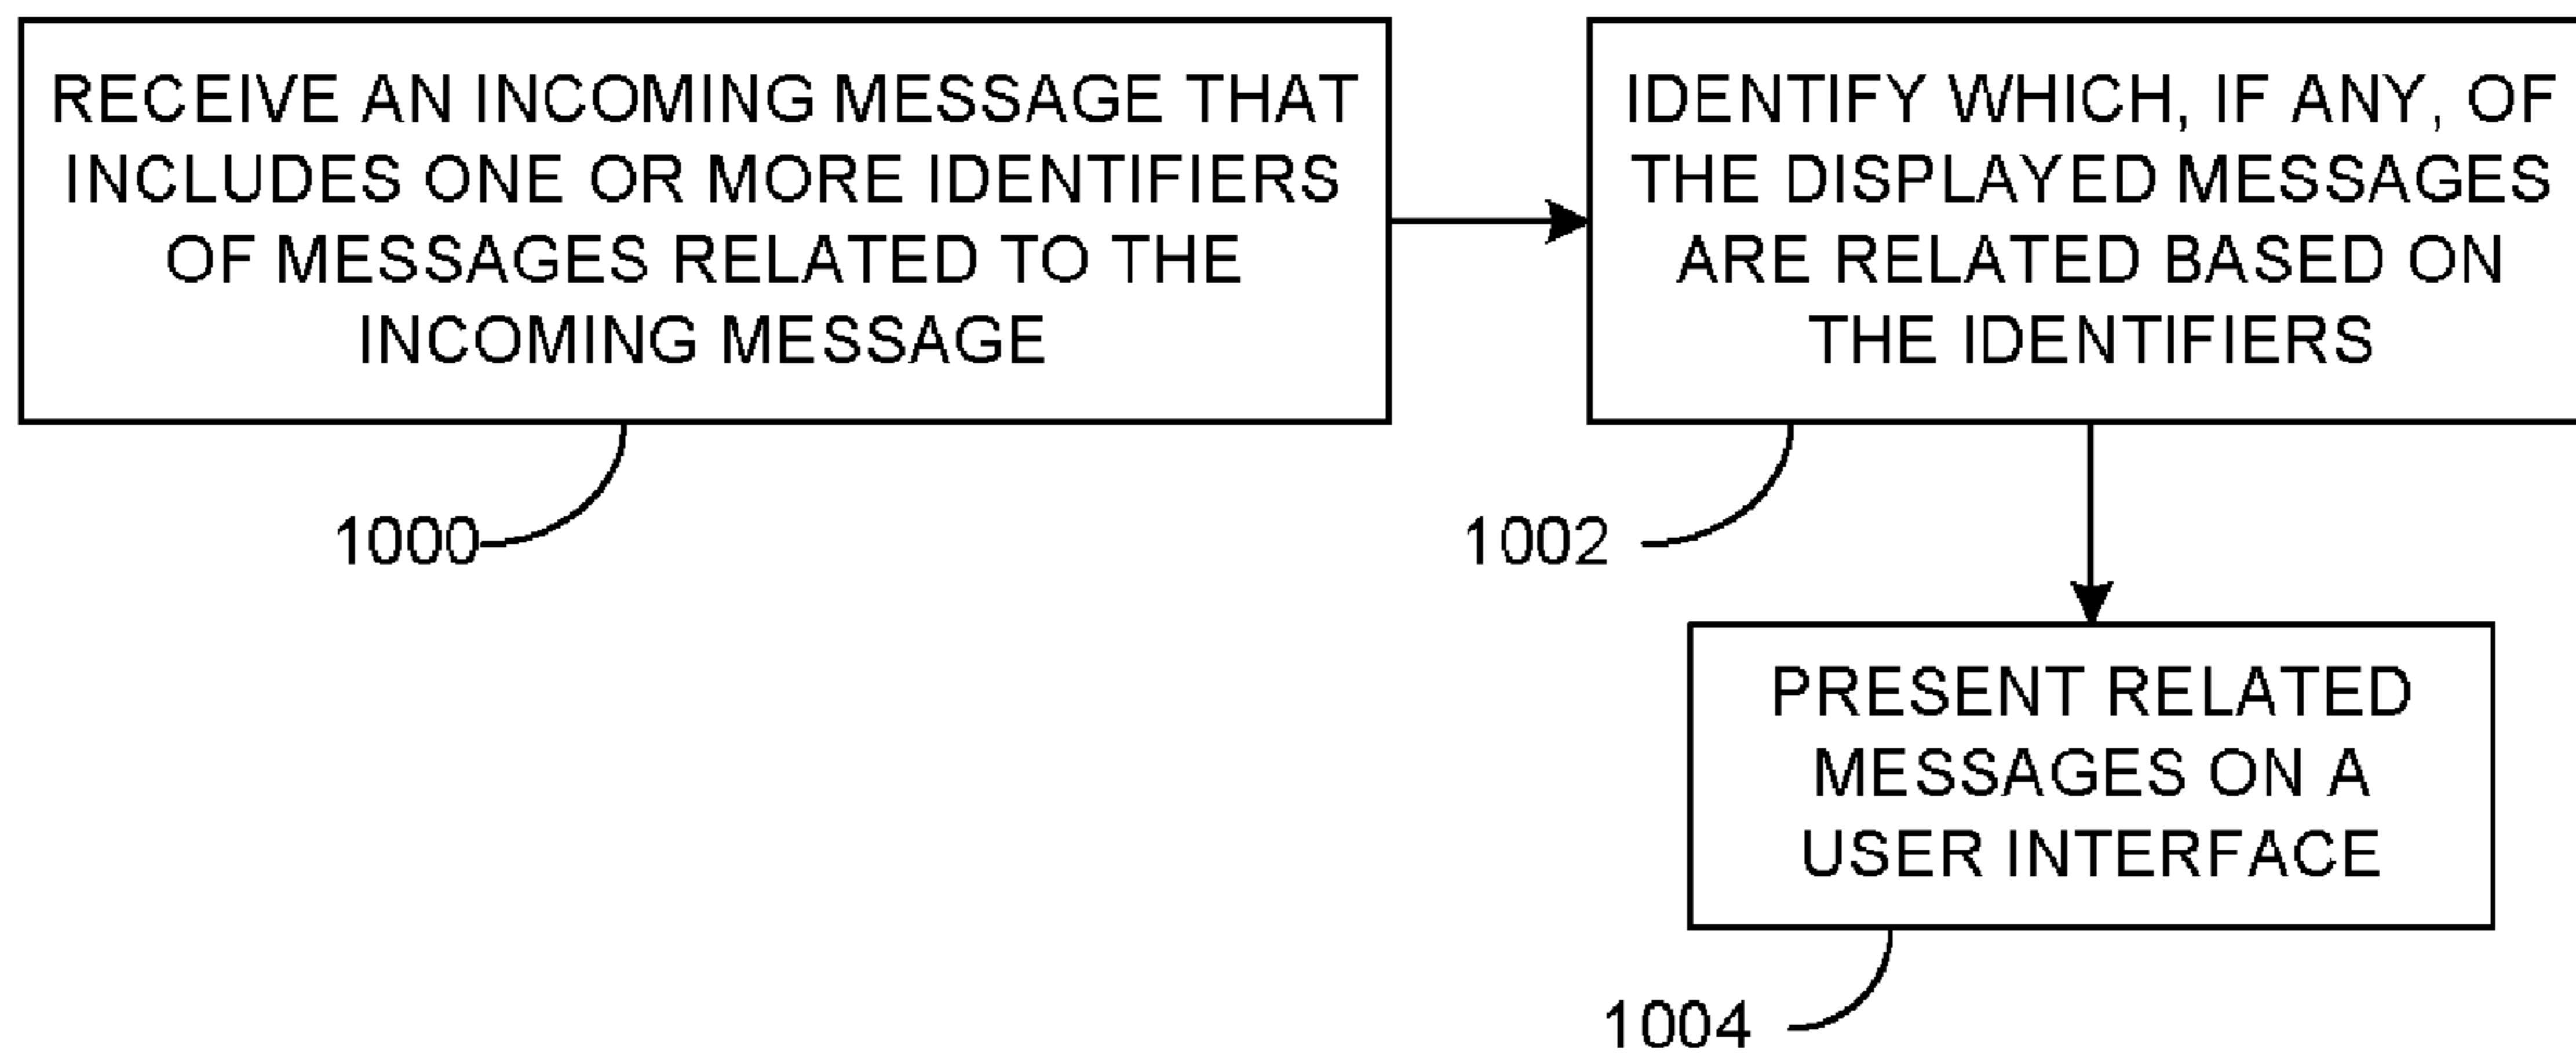 RECEIVE AN INCOMING MESSAGE THAT
INCLUDES ONE OR MORE IDENTIFIERS
OF MESSAGES RELATED TO THE
INCOMING MESSAGE
1000
IDENTIFY WHICH, IF ANY, OF
THE DISPLAYED MESSAGES
ARE RELATED BASED ON
THE IDENTIFIERS
1002
PRESENT RELATED
MESSAGES ON A
USER INTERFACE
1004